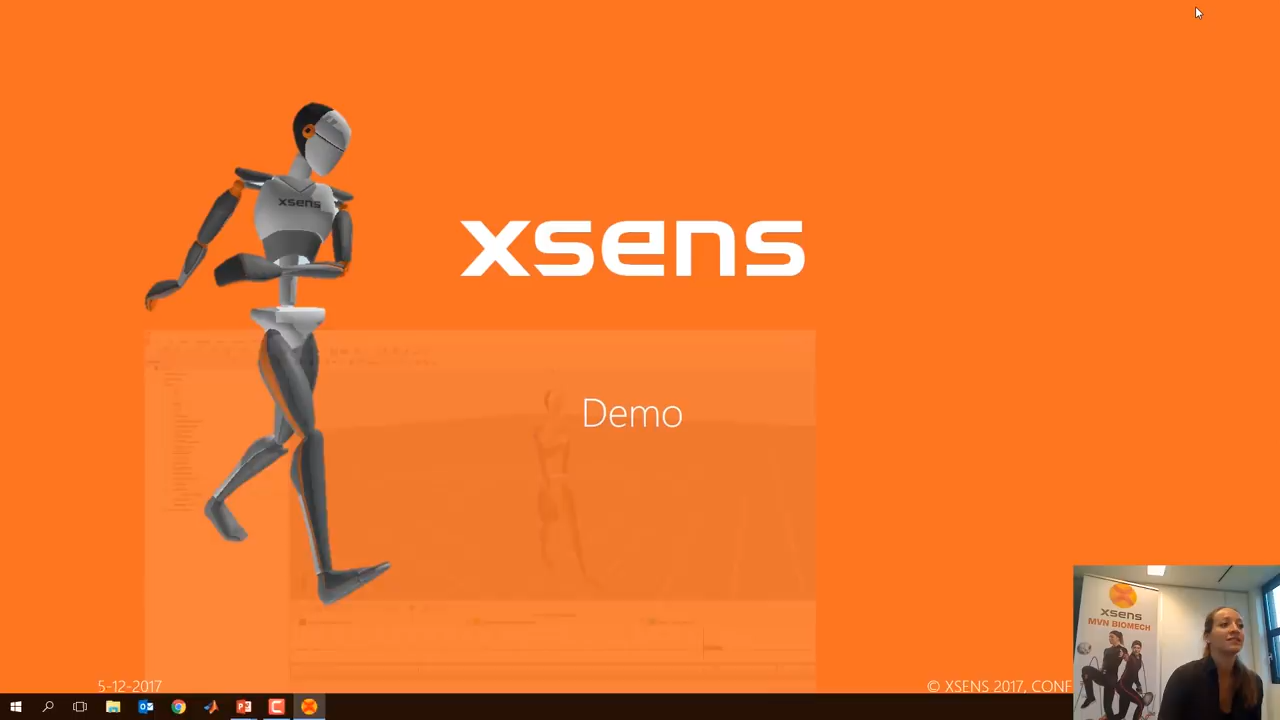 xsens
xsens
Demo
xsens
MVN BIOMECH
5-12-2017
© XSENS 2017, CONF